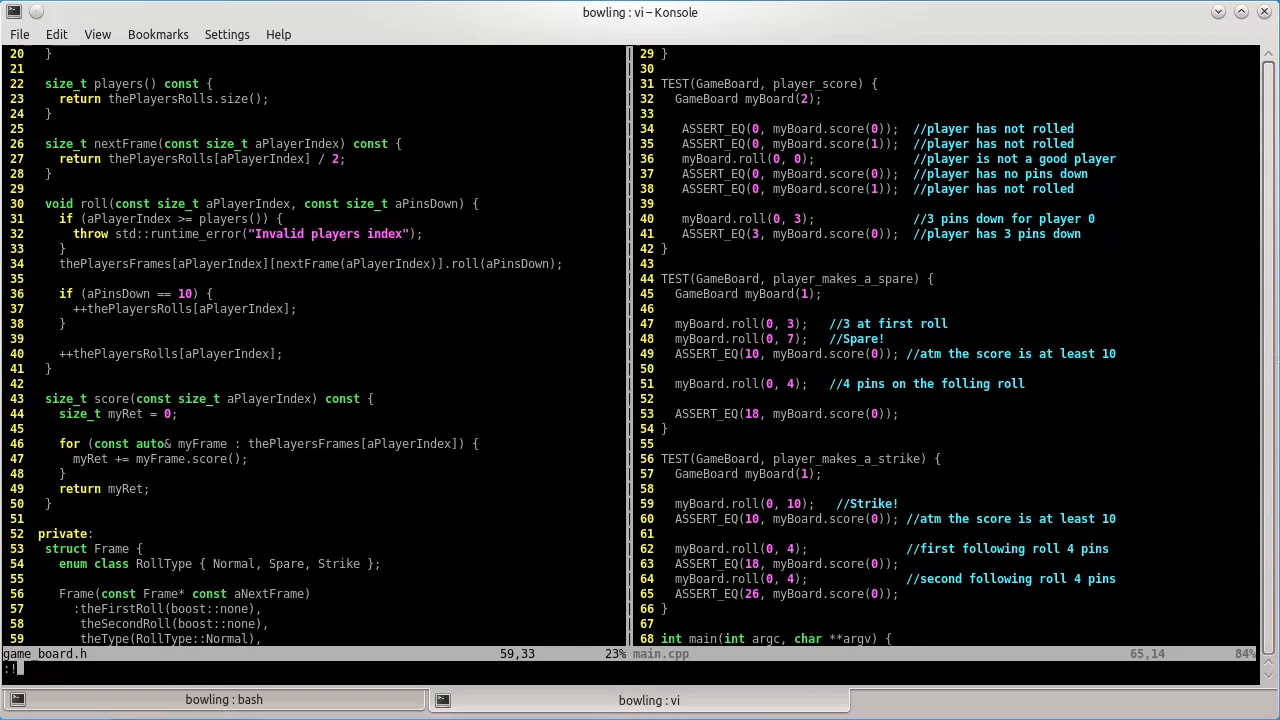 bowling : vi – Konsole
File Edit View Bookmarks Settings Help
20 }
21
22 size_t players() const {
23 return thePlayersRolls.size();
24 }
25
26 size_t nextFrame(const size_t aPlayerIndex) const {
27 return thePlayersRolls[aPlayerIndex] / 2;
28 }
29
30 void roll(const size_t aPlayerIndex, const size_t aPinsDown) {
31 if (aPlayerIndex >= players()) {
32 throw std::runtime_error("Invalid players index");
33 }
34 thePlayersFrames[aPlayerIndex][nextFrame(aPlayerIndex)].roll(aPinsDown);
35
36 if (aPinsDown == 10) {
37 ++thePlayersRolls[aPlayerIndex];
38 }
39
40 ++thePlayersRolls[aPlayerIndex];
41 }
42
43 size_t score(const size_t aPlayerIndex) const {
44 size_t myRet = 0;
45
46 for (const auto& myFrame : thePlayersFrames[aPlayerIndex]) {
47 myRet += myFrame.score();
48 }
49 return myRet;
50 }
51
52 private:
53 struct Frame {
54 enum class RollType { Normal, Spare, Strike };
55
56 Frame(const Frame* const aNextFrame)
57 :theFirstRoll(boost::none),
58 theSecondRoll(boost::none),
59 theType(RollType::Normal),
game_board.h 59,33 23%
29 }
30
31 TEST(GameBoard, player_score) {
32 GameBoard myBoard(2);
33
34 ASSERT_EQ(0, myBoard.score(0)); //player has not rolled
35 ASSERT_EQ(0, myBoard.score(1)); //player has not rolled
36 myBoard.roll(0, 0); //player is not a good player
37 ASSERT_EQ(0, myBoard.score(0)); //player has no pins down
38 ASSERT_EQ(0, myBoard.score(1)); //player has not rolled
39
40 myBoard.roll(0, 3); //3 pins down for player 0
41 ASSERT_EQ(3, myBoard.score(0)); //player has 3 pins down
42 }
43
44 TEST(GameBoard, player_makes_a_spare) {
45 GameBoard myBoard(1);
46
47 myBoard.roll(0, 3); //3 at first roll
48 myBoard.roll(0, 7); //Spare!
49 ASSERT_EQ(10, myBoard.score(0)); //atm the score is at least 10
50
51 myBoard.roll(0, 4); //4 pins on the folling roll
52
53 ASSERT_EQ(18, myBoard.score(0));
54 }
55
56 TEST(GameBoard, player_makes_a_strike) {
57 GameBoard myBoard(1);
58
59 myBoard.roll(0, 10); //Strike!
60 ASSERT_EQ(10, myBoard.score(0)); //atm the score is at least 10
61
62 myBoard.roll(0, 4); //first following roll 4 pins
63 ASSERT_EQ(18, myBoard.score(0));
64 myBoard.roll(0, 4); //second following roll 4 pins
65 ASSERT_EQ(26, myBoard.score(0));
66 }
67
68 int main(int argc, char **argv) {
main.cpp 65,14 84%
:!
bowling : bash
bowling : vi